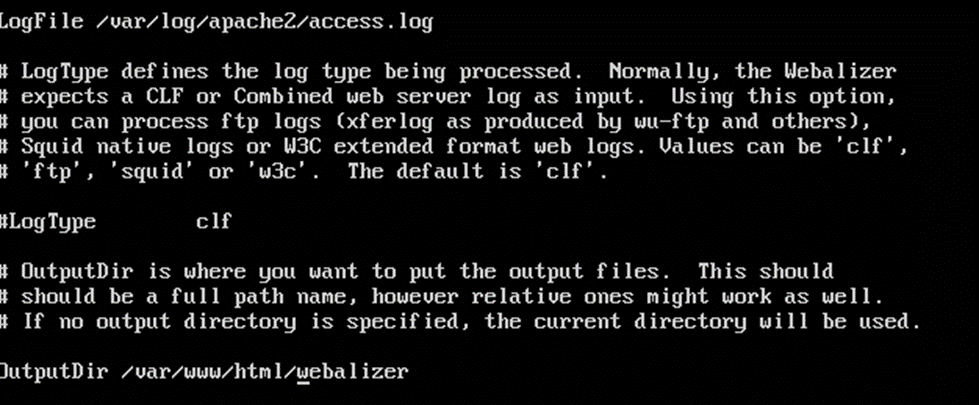 LogFile /var/log/apache2/access.log
# LogType defines the log type being processed.  Normally, the Webalizer
# expects a CLF or Combined web server log as input.  Using this option,
# you can process ftp logs (xferlog as produced by wu-ftp and others),
# Squid native logs or W3C extended format web logs. Values can be 'clf',
# 'ftp', 'squid' or 'w3c'.  The default is 'clf'.
#LogType        clf
# OutputDir is where you want to put the output files.  This should
# should be a full path name, however relative ones might work as well.
# If no output directory is specified, the current directory will be used.
OutputDir /var/www/html/webalizer